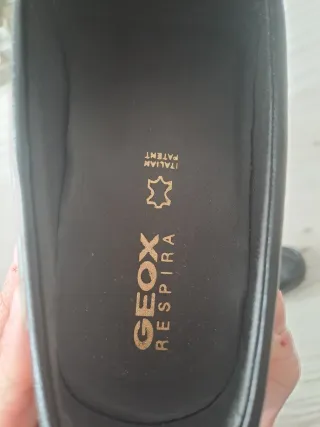 GEOX
RESPIRA
ITALIAN
PATENT